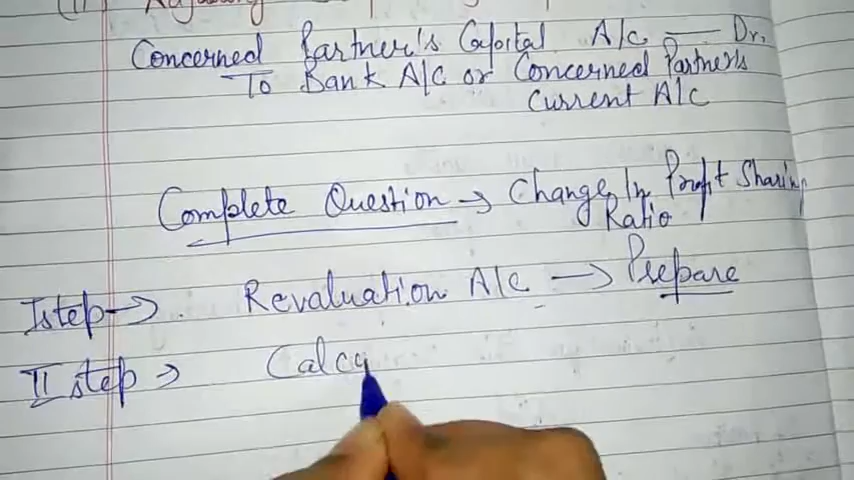 Concerned Partner's Capital A/c — Dr.
To Bank A/C or Concerned Partner's
Current A/c
Complete Question → Change In Profit Sharing
Ratio
I step → Revaluation A/c → Prepare
II step → Calcu